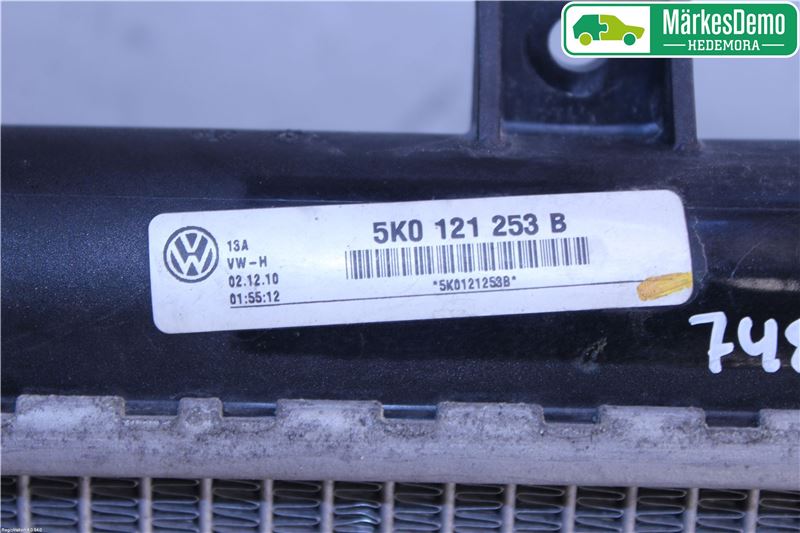 MärkesDemo
HEDEMORA
5K0 121 253 B
13A
VW-H
02.12.10
01:55:12
*5K0121253B*
748